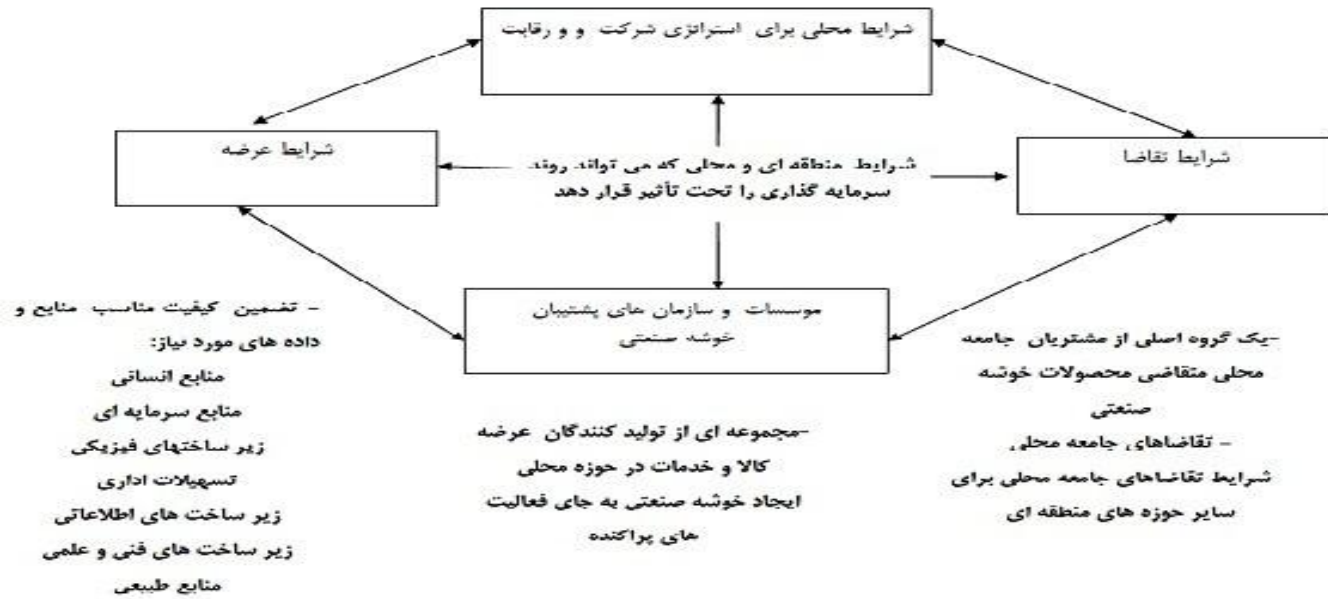 شرایط محلی برای استراتژی شرکت و و رقابت
شرایط تقاضا
شرایط عرضه
شرایط منطقه ای و محلی که می تواند روند
سرمایه گذاری را تحت تأثیر قرار دهد
موسسات و سازمان های پشتیبان
خوشه صنعتی
-یک گروه اصلی از مشتریان جامعه
محلی متقاضی محصولات خوشه
صنعتی
- تقاضاهای جامعه محلی
شرایط تقاضاهای جامعه محلی برای
سایر حوزه های منطقه ای
-مجموعه ای از تولید کنندگان عرضه
کالا و خدمات در حوزه محلی
ایجاد خوشه صنعتی به جای فعالیت
های پراکنده
- تضمین کیفیت مناسب منابع و
داده های مورد نیاز:
منابع انسانی
منابع سرمایه ای
زیر ساختهای فیزیکی
تسهیلات اداری
زیر ساخت های اطلاعاتی
زیر ساخت های فنی و علمی
منابع طبیعی